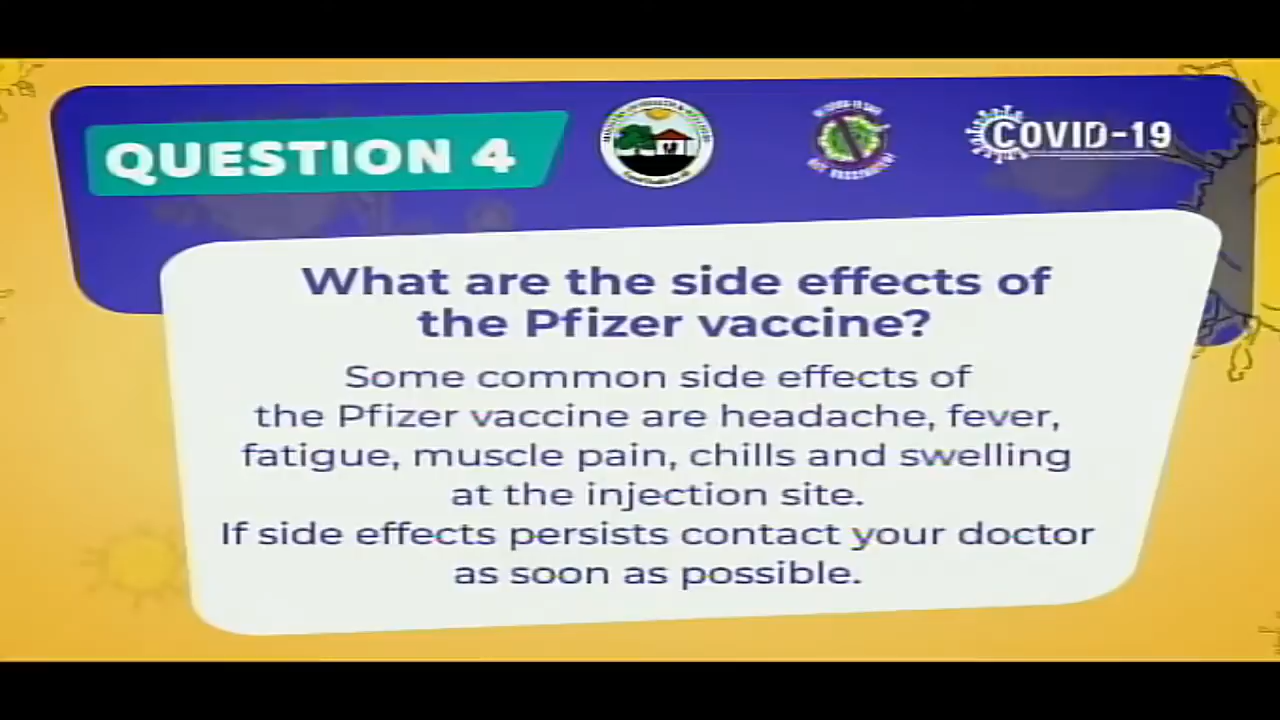 QUESTION 4
COVID-19
What are the side effects of
the Pfizer vaccine?
Some common side effects of
the Pfizer vaccine are headache, fever,
fatigue, muscle pain, chills and swelling
at the injection site.
If side effects persists contact your doctor
as soon as possible.